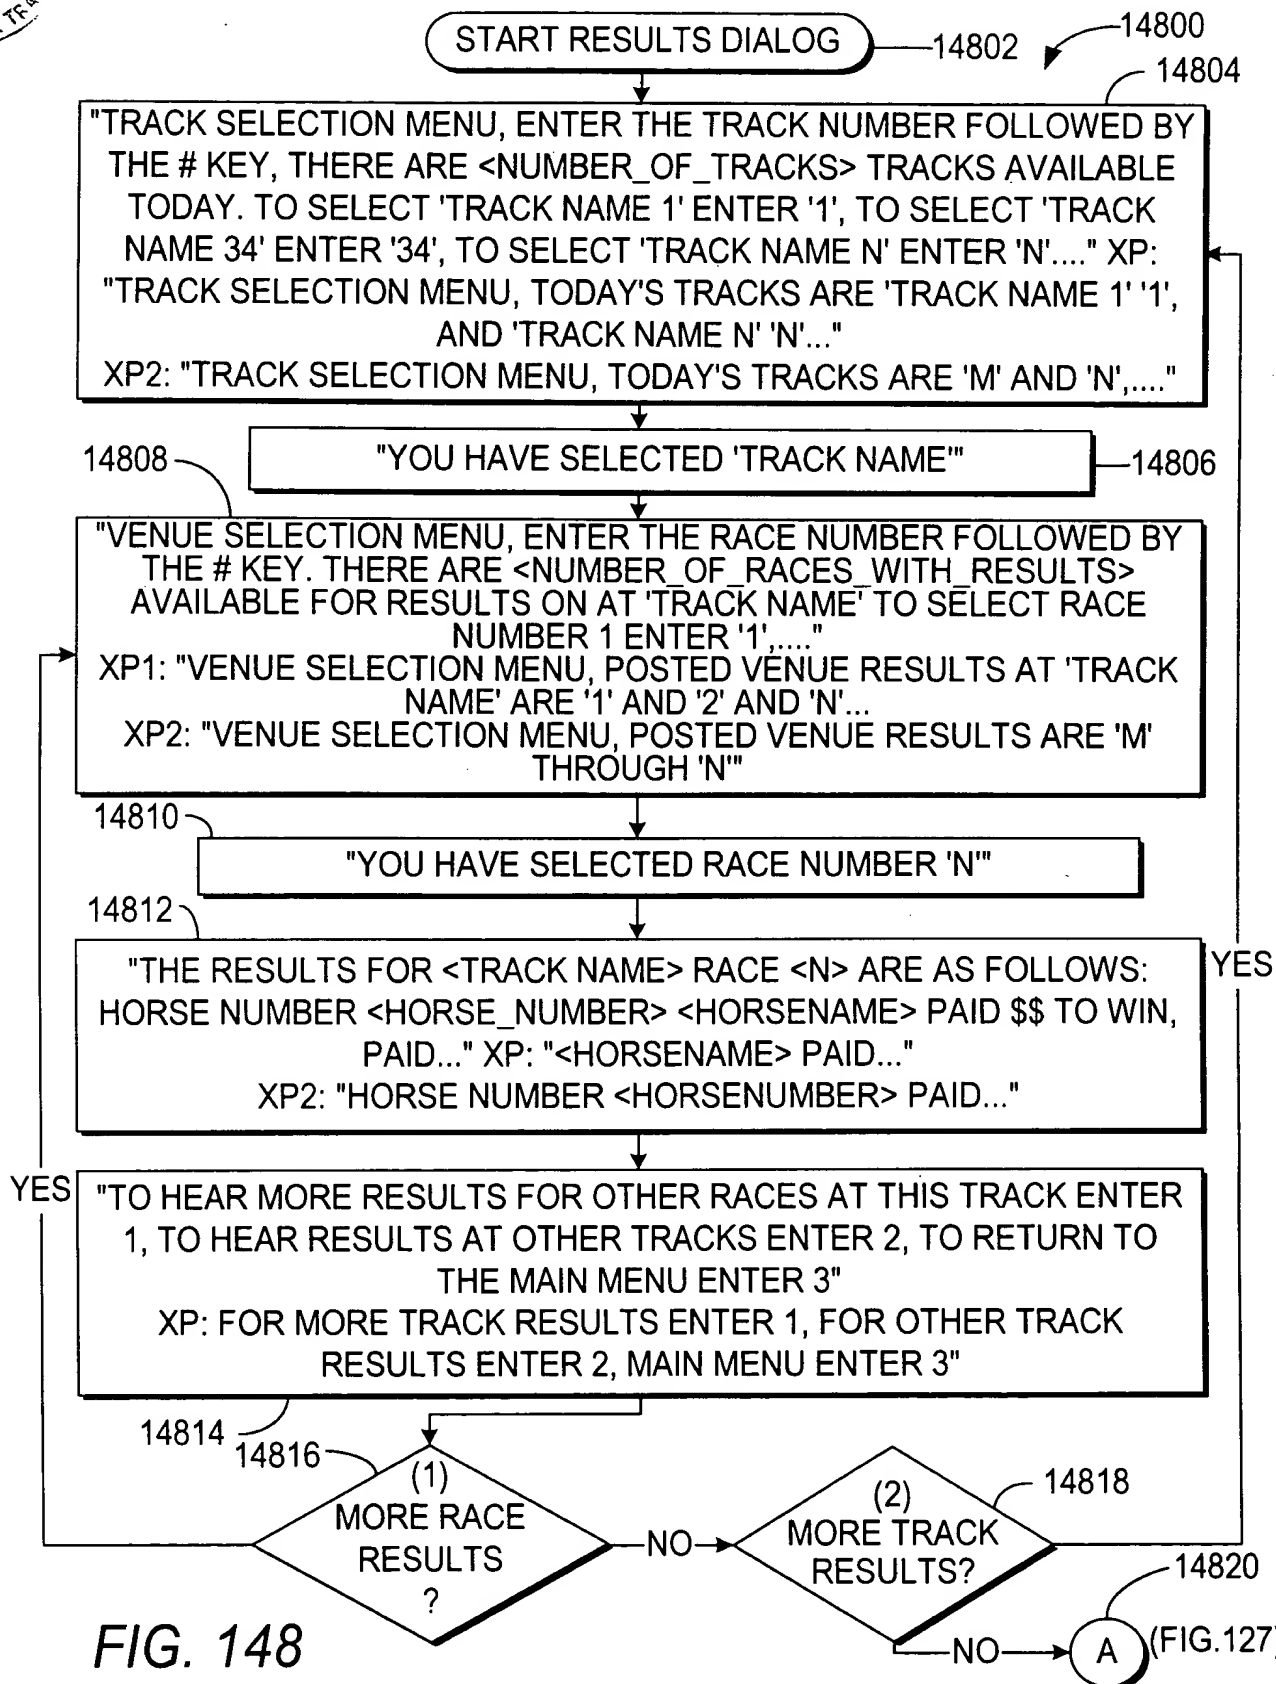 START RESULTS DIALOG
14802
14800
14804
"TRACK SELECTION MENU, ENTER THE TRACK NUMBER FOLLOWED BY
THE # KEY, THERE ARE <NUMBER_OF_TRACKS> TRACKS AVAILABLE
TODAY. TO SELECT 'TRACK NAME 1' ENTER '1', TO SELECT 'TRACK
NAME 34' ENTER '34', TO SELECT 'TRACK NAME N' ENTER 'N'...." XP:
"TRACK SELECTION MENU, TODAY'S TRACKS ARE 'TRACK NAME 1' '1',
AND 'TRACK NAME N' 'N'..."
XP2: "TRACK SELECTION MENU, TODAY'S TRACKS ARE 'M' AND 'N',...."
14808
"YOU HAVE SELECTED 'TRACK NAME'"
14806
"VENUE SELECTION MENU, ENTER THE RACE NUMBER FOLLOWED BY
THE # KEY. THERE ARE <NUMBER_OF_RACES_WITH_RESULTS>
AVAILABLE FOR RESULTS ON AT 'TRACK NAME' TO SELECT RACE
NUMBER 1 ENTER '1',...."
XP1: "VENUE SELECTION MENU, POSTED VENUE RESULTS AT 'TRACK
NAME' ARE '1' AND '2' AND 'N'...
XP2: "VENUE SELECTION MENU, POSTED VENUE RESULTS ARE 'M'
THROUGH 'N'"
14810
"YOU HAVE SELECTED RACE NUMBER 'N'"
14812
"THE RESULTS FOR <TRACK NAME> RACE <N> ARE AS FOLLOWS:
HORSE NUMBER <HORSE_NUMBER> <HORSENAME> PAID $$ TO WIN,
PAID..." XP: "<HORSENAME> PAID..."
XP2: "HORSE NUMBER <HORSENUMBER> PAID..."
YES
YES
"TO HEAR MORE RESULTS FOR OTHER RACES AT THIS TRACK ENTER
1, TO HEAR RESULTS AT OTHER TRACKS ENTER 2, TO RETURN TO
THE MAIN MENU ENTER 3"
XP: FOR MORE TRACK RESULTS ENTER 1, FOR OTHER TRACK
RESULTS ENTER 2, MAIN MENU ENTER 3"
14814
14816
(1)
MORE RACE
RESULTS
?
NO
(2)
MORE TRACK
RESULTS?
14818
14820
NO
A
(FIG.127)
FIG. 148